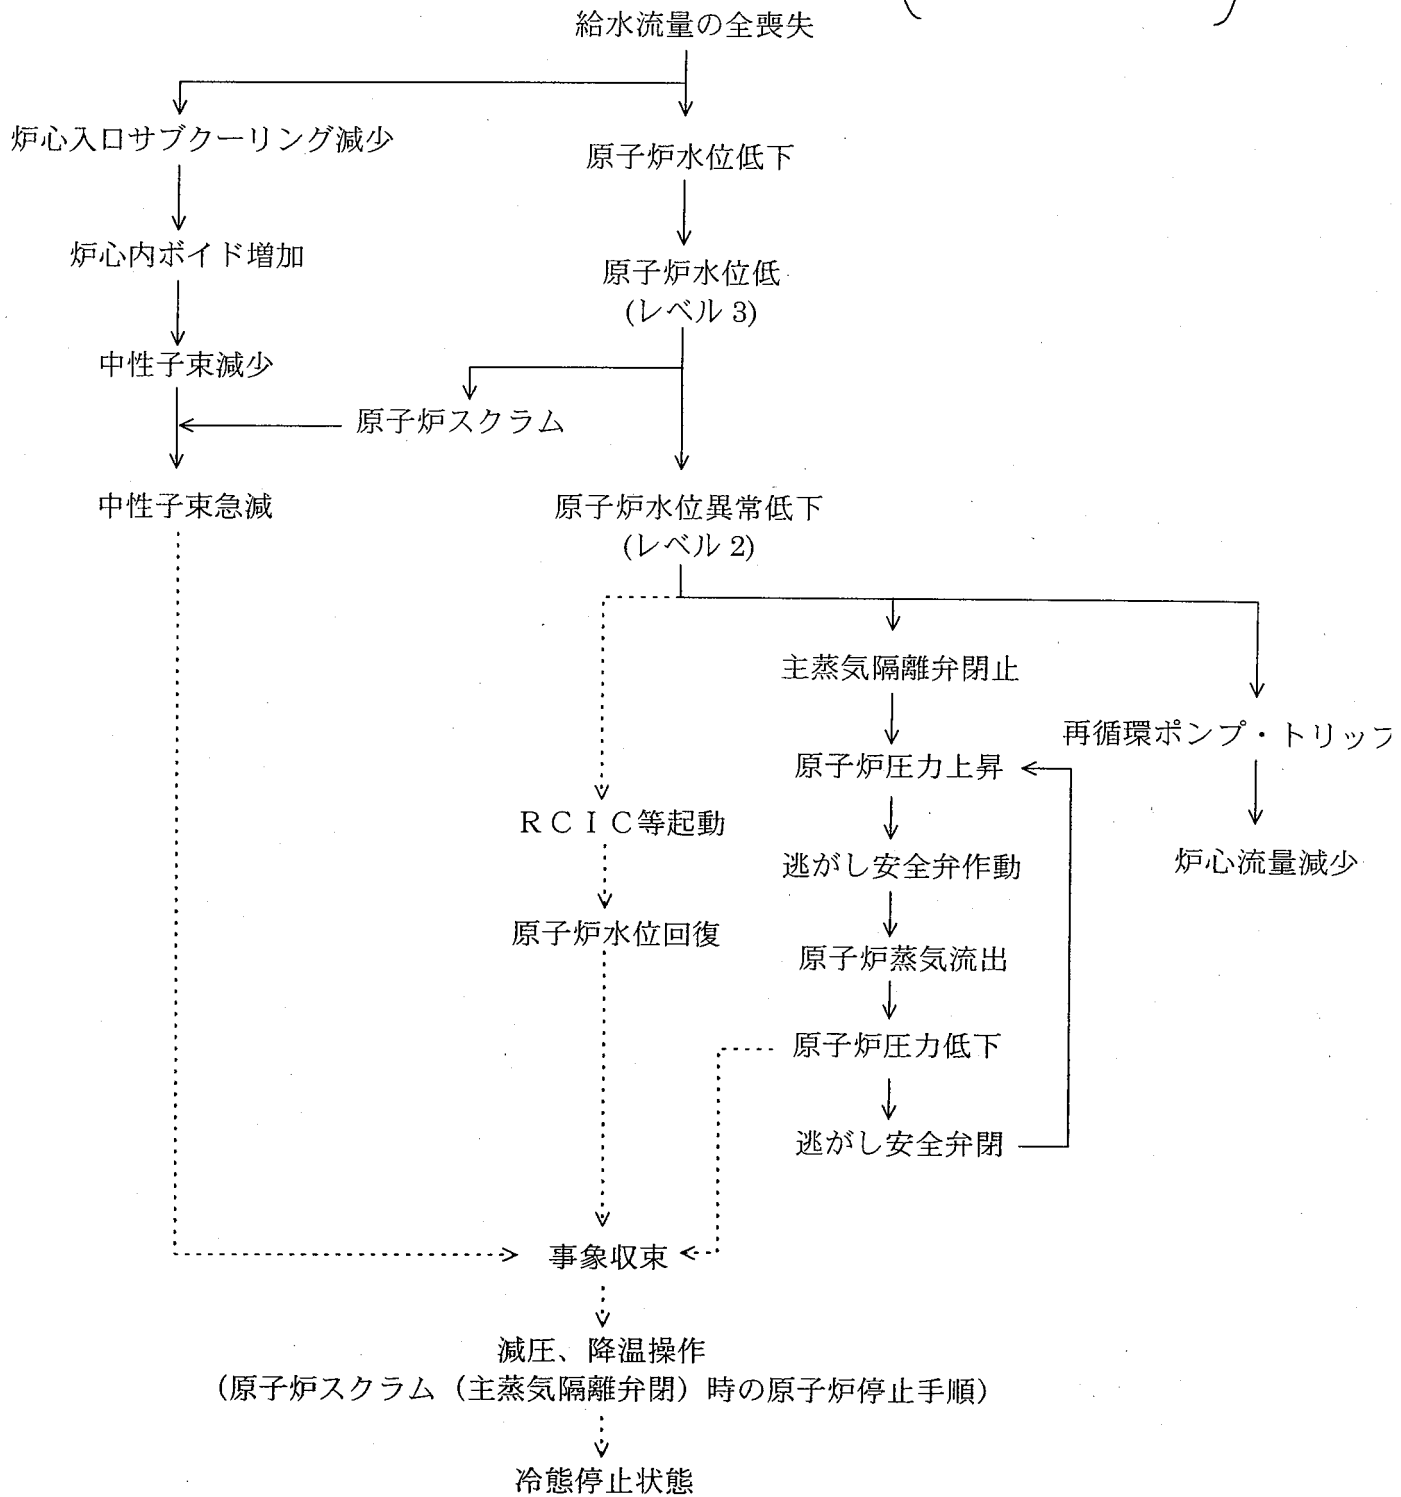 給水流量の全喪失
炉心入口サブクーリング減少
原子炉水位低下
炉心内ボイド増加
原子炉水位低
(レベル 3)
中性子束減少
原子炉スクラム
中性子束急減
原子炉水位異常低下
(レベル 2)
主蒸気隔離弁閉止
再循環ポンプ・トリップ
原子炉圧力上昇
ＲＣＩＣ等起動
逃がし安全弁作動
炉心流量減少
原子炉水位回復
原子炉蒸気流出
原子炉圧力低下
逃がし安全弁閉
事象収束
減圧、降温操作
（原子炉スクラム（主蒸気隔離弁閉）時の原子炉停止手順）
冷態停止状態